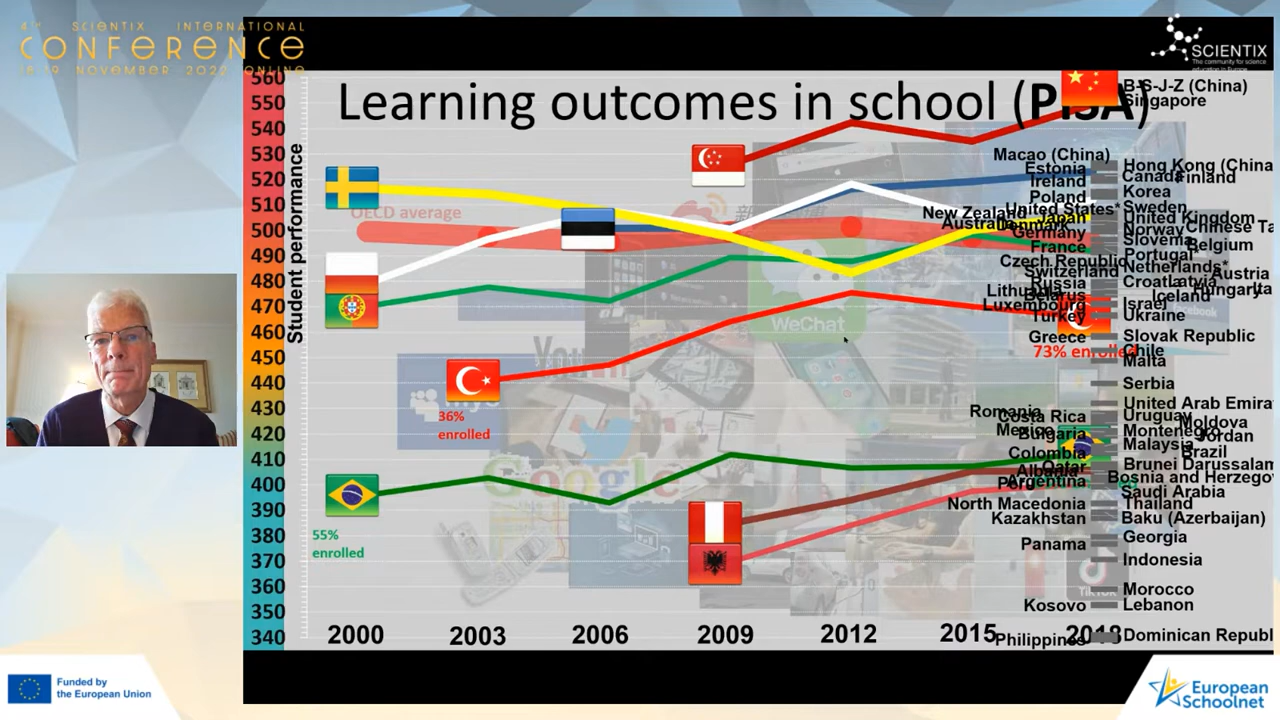 4TH SCIENTIX INTERNATIONAL
CONFERENCE
18-19 NOVEMBER - 2022 ONLINE
SCIENTIX
The community for science
education in Europe
Learning outcomes in school (PISA)
Student performance
560
550
540
530
520
510
500
490
480
470
460
450
440
430
420
410
400
390
380
370
360
350
340
OECD average
WeChat
You
Google
TikTok
36%
enrolled
55%
enrolled
73% enrolled
B-S-J-Z (China)
Singapore
Macao (China)
Hong Kong (China
Estonia
Canada
Finland
Ireland
Korea
Poland
Sweden
United States*
New Zealand
Japan
United Kingdom
Australia
Denmark
Norway
Chinese Ta
Germany
Slovenia
France
Belgium
Portugal
Czech Republic
Netherlands*
Switzerland
Austria
Russia
Croatia
Latvia
Hungary
Ita
Lithu
Belarus
Iceland
Luxembourg
Israel
Turkey
Ukraine
Greece
Slovak Republic
Chile
Malta
Serbia
United Arab Emira
Romania
Costa Rica
Uruguay
Moldova
Mexico
Bulgaria
Montenegro
Jordan
Malaysia
Brazil
Colombia
Qatar
Brunei Darussalam
Albania
Argentina
Bosnia and Herzego
Saudi Arabia
North Macedonia
Thailand
Kazakhstan
Baku (Azerbaijan)
Panama
Georgia
Indonesia
Morocco
Kosovo
Lebanon
Philippines
Dominican Republ
2000
2003
2006
2009
2012
2015
2018
Funded by
the European Union
European
Schoolnet